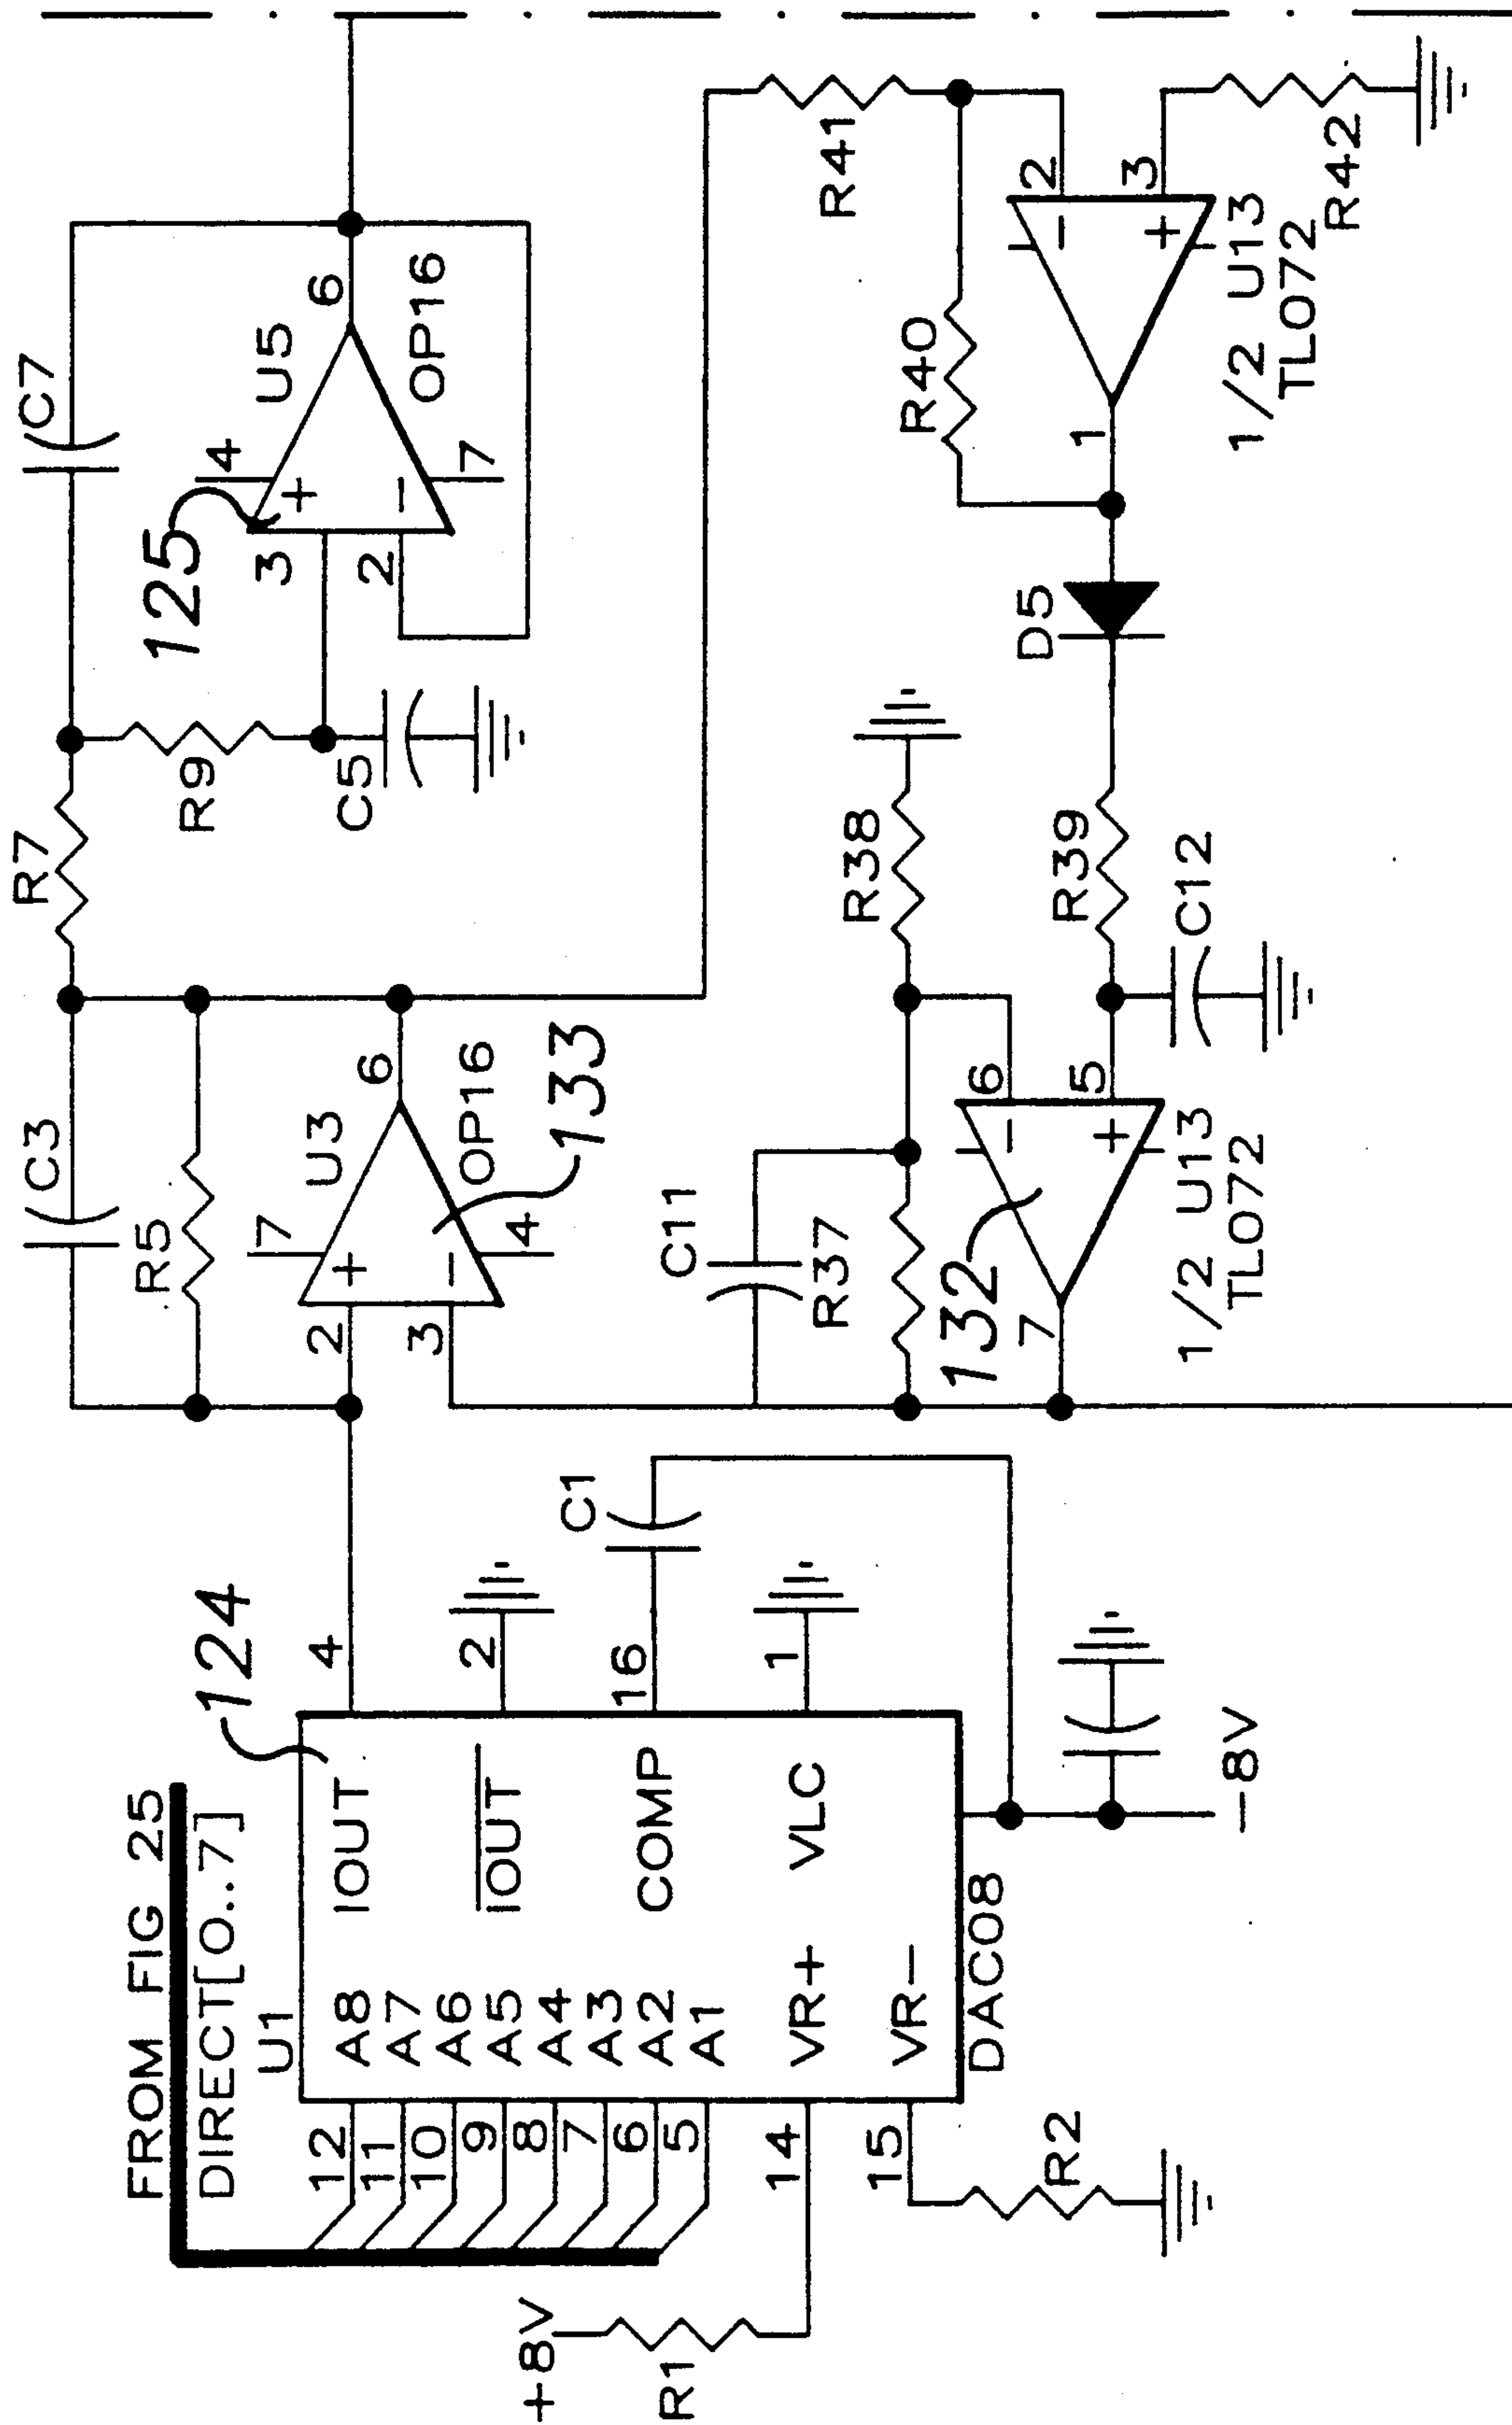 FROM FIG 25
DIRECT[0..7]
U1
124
12 A8 IOUT 4
11 A7
10 A6
9 A5 IOUT 2
8 A4
7 A3
6 A2 COMP 16
5 A1
14 VR+ VLC 1
15 VR-
DAC08
+8V
R1
R2
C1
-8V
C3
R5
7
U3
2 +
3 -
6
4
OP16
133
R7
C7
R9
C5
125
4
U5
3 +
2 -
6
7
OP16
C11
R37
R38
132
6 -
5 +
7
1/2 U13
TL072
R39
C12
D5
R40
R41
2 -
3 +
1
1/2 U13
TL072
R42